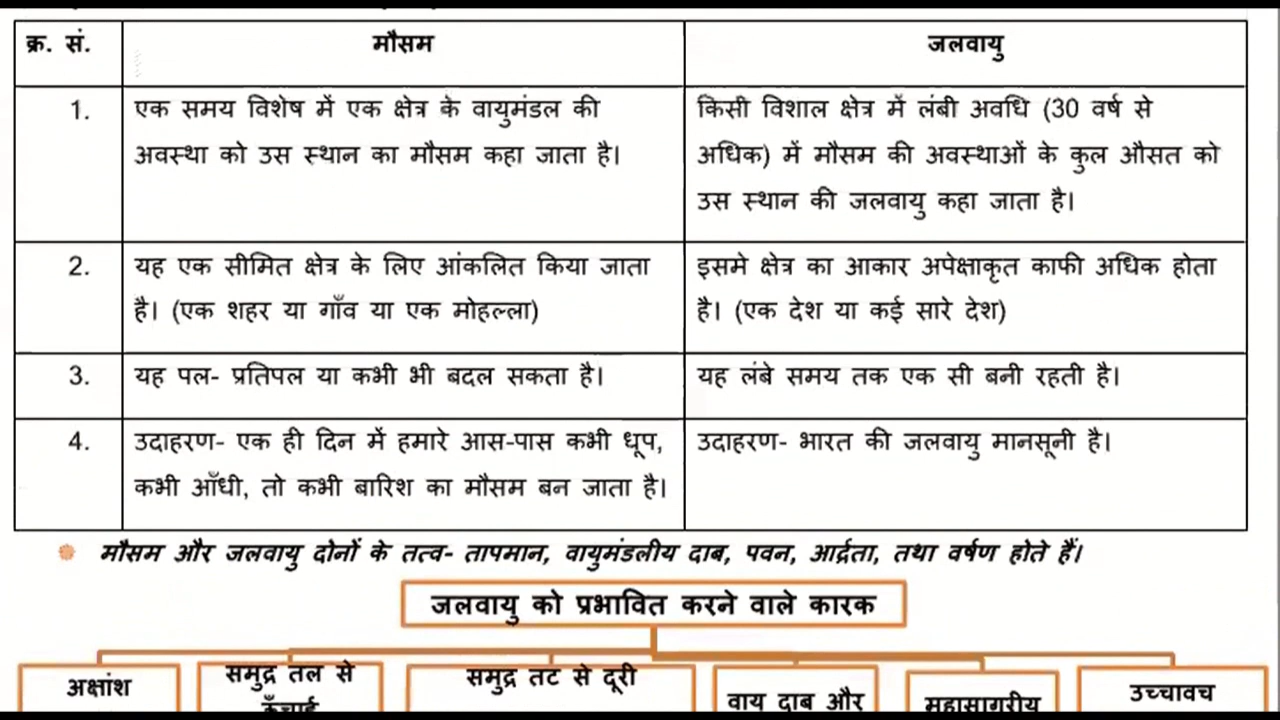 क्र. सं. मौसम जलवायु
1. एक समय विशेष में एक क्षेत्र के वायुमंडल की
अवस्था को उस स्थान का मौसम कहा जाता है।
किसी विशाल क्षेत्र में लंबी अवधि (30 वर्ष से
अधिक) में मौसम की अवस्थाओं के कुल औसत को
उस स्थान की जलवायु कहा जाता है।
2. यह एक सीमित क्षेत्र के लिए आंकलित किया जाता
है। (एक शहर या गाँव या एक मोहल्ला)
इसमे क्षेत्र का आकार अपेक्षाकृत काफी अधिक होता
है। (एक देश या कई सारे देश)
3. यह पल- प्रतिपल या कभी भी बदल सकता है।
यह लंबे समय तक एक सी बनी रहती है।
4. उदाहरण- एक ही दिन में हमारे आस-पास कभी धूप,
कभी आँधी, तो कभी बारिश का मौसम बन जाता है।
उदाहरण- भारत की जलवायु मानसूनी है।
मौसम और जलवायु दोनों के तत्व- तापमान, वायुमंडलीय दाब, पवन, आर्द्रता, तथा वर्षण होते हैं।
जलवायु को प्रभावित करने वाले कारक
अक्षांश
समुद्र तल से
ऊँचाई
समुद्र तट से दूरी
वायु दाब और
महासागरीय
उच्चावच